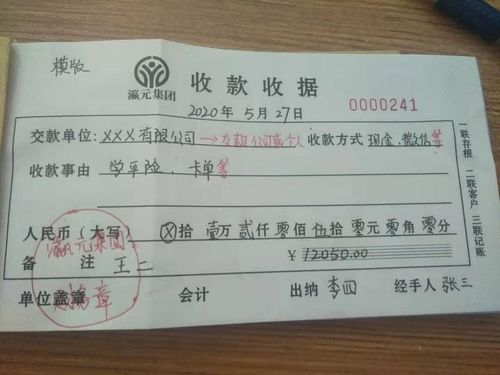 模版
瀛元集团
收款收据
2020年5月27日
0000241
交款单位:XXX有限公司→交款公司或个人 收款方式 现金、微信等
收款事由 学平险、卡单等
人民币(大写) ⊗拾 壹万 贰仟 零佰 伍拾 零元 零角 零分
¥12050.00
备注 王二
瀛元集团
单位盖章 会计 出纳 李四 经手人 张三
一联存根 二联客户 三联记账